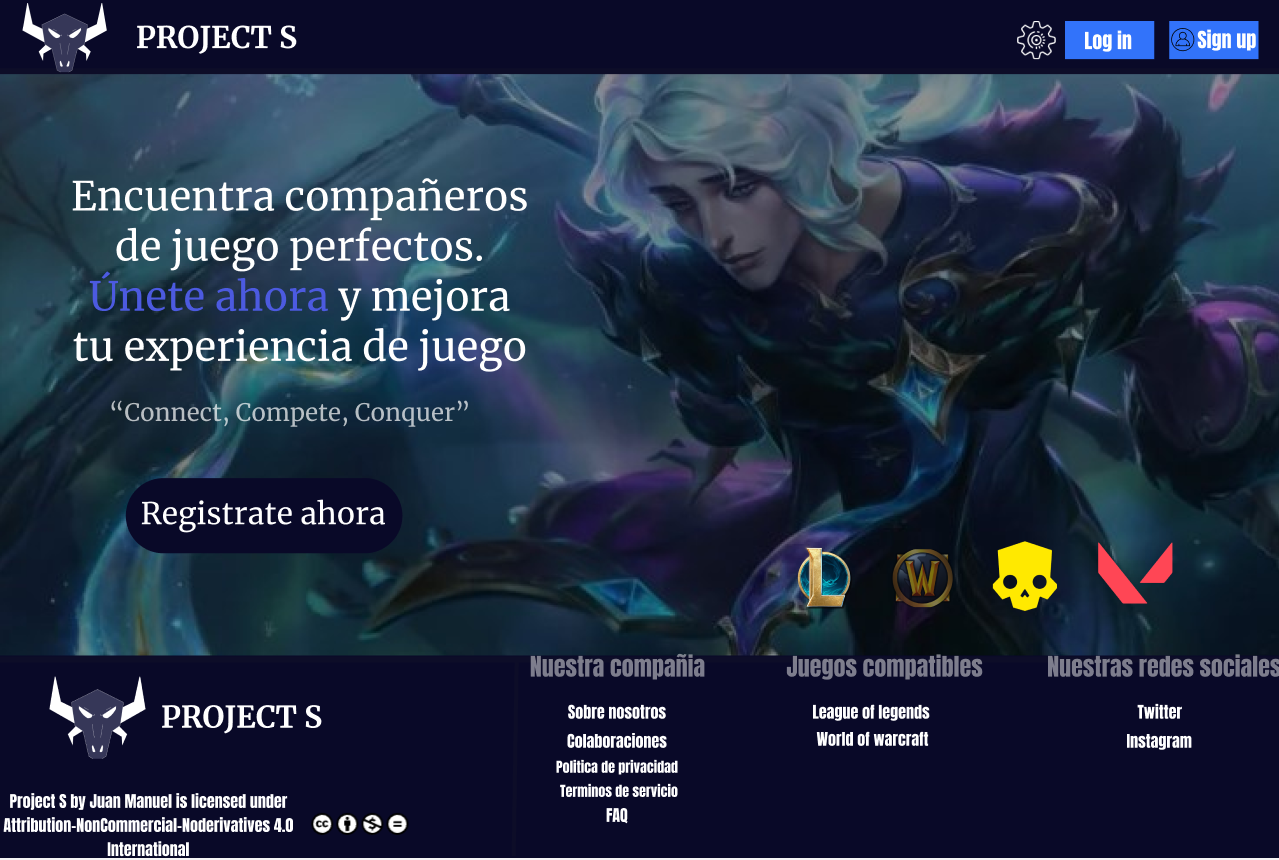 PROJECT S
Log in
Sign up
Encuentra compañeros
de juego perfectos.
Únete ahora y mejora
tu experiencia de juego
“Connect, Compete, Conquer”
Registrate ahora
W
PROJECT S
Project S by Juan Manuel is licensed under
Attribution-NonCommercial-Noderivatives 4.0
International
cc
Nuestra compañia
Sobre nosotros
Colaboraciones
Politica de privacidad
Terminos de servicio
FAQ
Juegos compatibles
League of legends
World of warcraft
Nuestras redes sociales
Twitter
Instagram